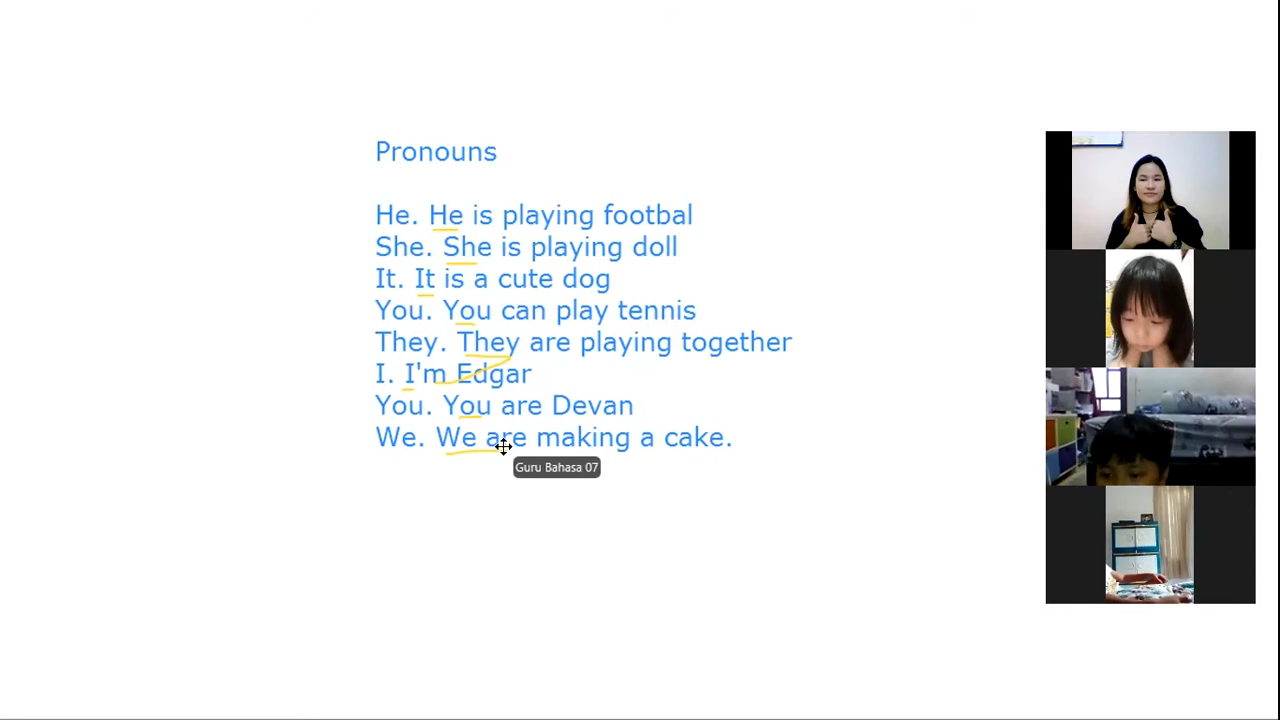 Pronouns
He. He is playing footbal
She. She is playing doll
It. It is a cute dog
You. You can play tennis
They. They are playing together
I. I'm Edgar
You. You are Devan
We. We are making a cake.
Guru Bahasa 07